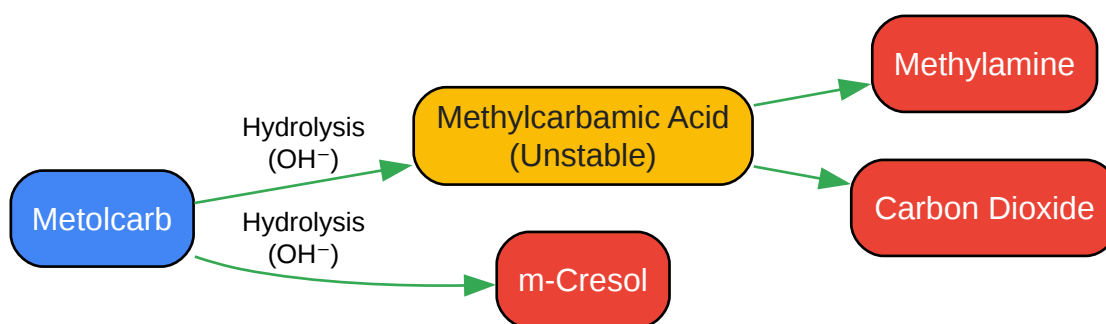 Metolcarb
Hydrolysis
(OH⁻)
Hydrolysis
(OH⁻)
Methylcarbamic Acid
(Unstable)
m-Cresol
Methylamine
Carbon Dioxide